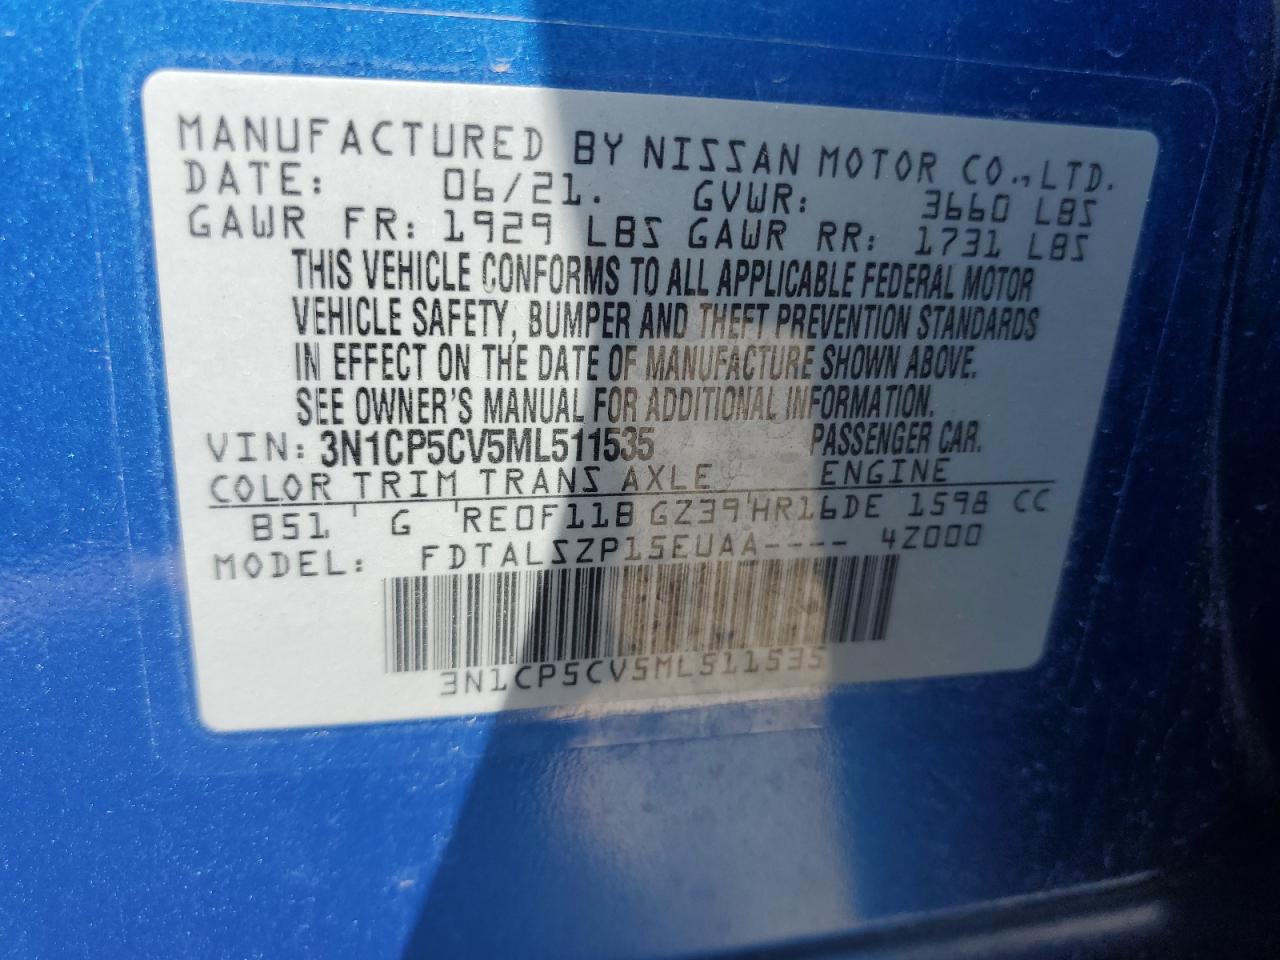 MANUFACTURED BY NISSAN MOTOR CO., LTD.
DATE: 06/21. GVWR: 3660 LBS
GAWR FR: 1929 LBS GAWR RR: 1731 LBS
THIS VEHICLE CONFORMS TO ALL APPLICABLE FEDERAL MOTOR
VEHICLE SAFETY, BUMPER AND THEFT PREVENTION STANDARDS
IN EFFECT ON THE DATE OF MANUFACTURE SHOWN ABOVE.
SEE OWNER'S MANUAL FOR ADDITIONAL INFORMATION.
VIN: 3N1CP5CV5ML511535 PASSENGER CAR.
COLOR TRIM TRANS AXLE ENGINE
B51 G RE0F11B GZ39 HR16DE 1598 CC
MODEL: FDTALSZP15EUAA---- 4Z000
3N1CP5CV5ML511535